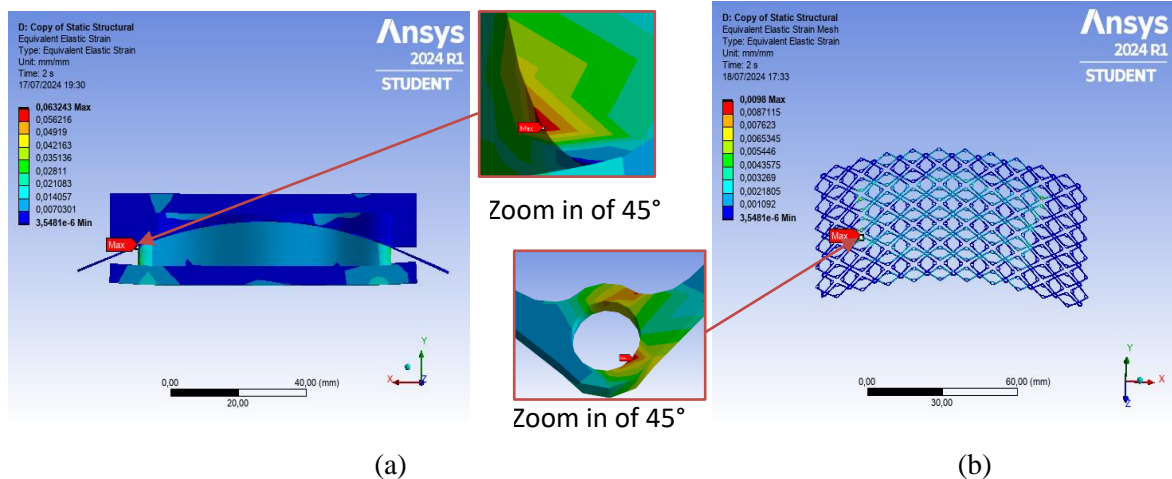 D: Copy of Static Structural
Equivalent Elastic Strain
Type: Equivalent Elastic Strain
Unit: mm/mm
Time: 2 s
17/07/2024 19:30
0,063243 Max
0,056216
0,04919
0,042163
0,035136
0,02811
0,021083
0,014057
0,0070301
3,5481e-6 Min
Ansys
2024 R1
STUDENT
Max
0,00
40,00 (mm)
20,00
Y
X
Z
Max
Zoom in of 45°
Max
Zoom in of 45°
D: Copy of Static Structural
Equivalent Elastic Strain Mesh
Type: Equivalent Elastic Strain
Unit: mm/mm
Time: 2 s
18/07/2024 17:33
0,0098 Max
0,0087115
0,007623
0,0065345
0,005446
0,0043575
0,003269
0,0021805
0,001092
3,5481e-6 Min
Ansys
2024 R1
STUDENT
Max
0,00
60,00 (mm)
30,00
Y
X
Z
(a)
(b)